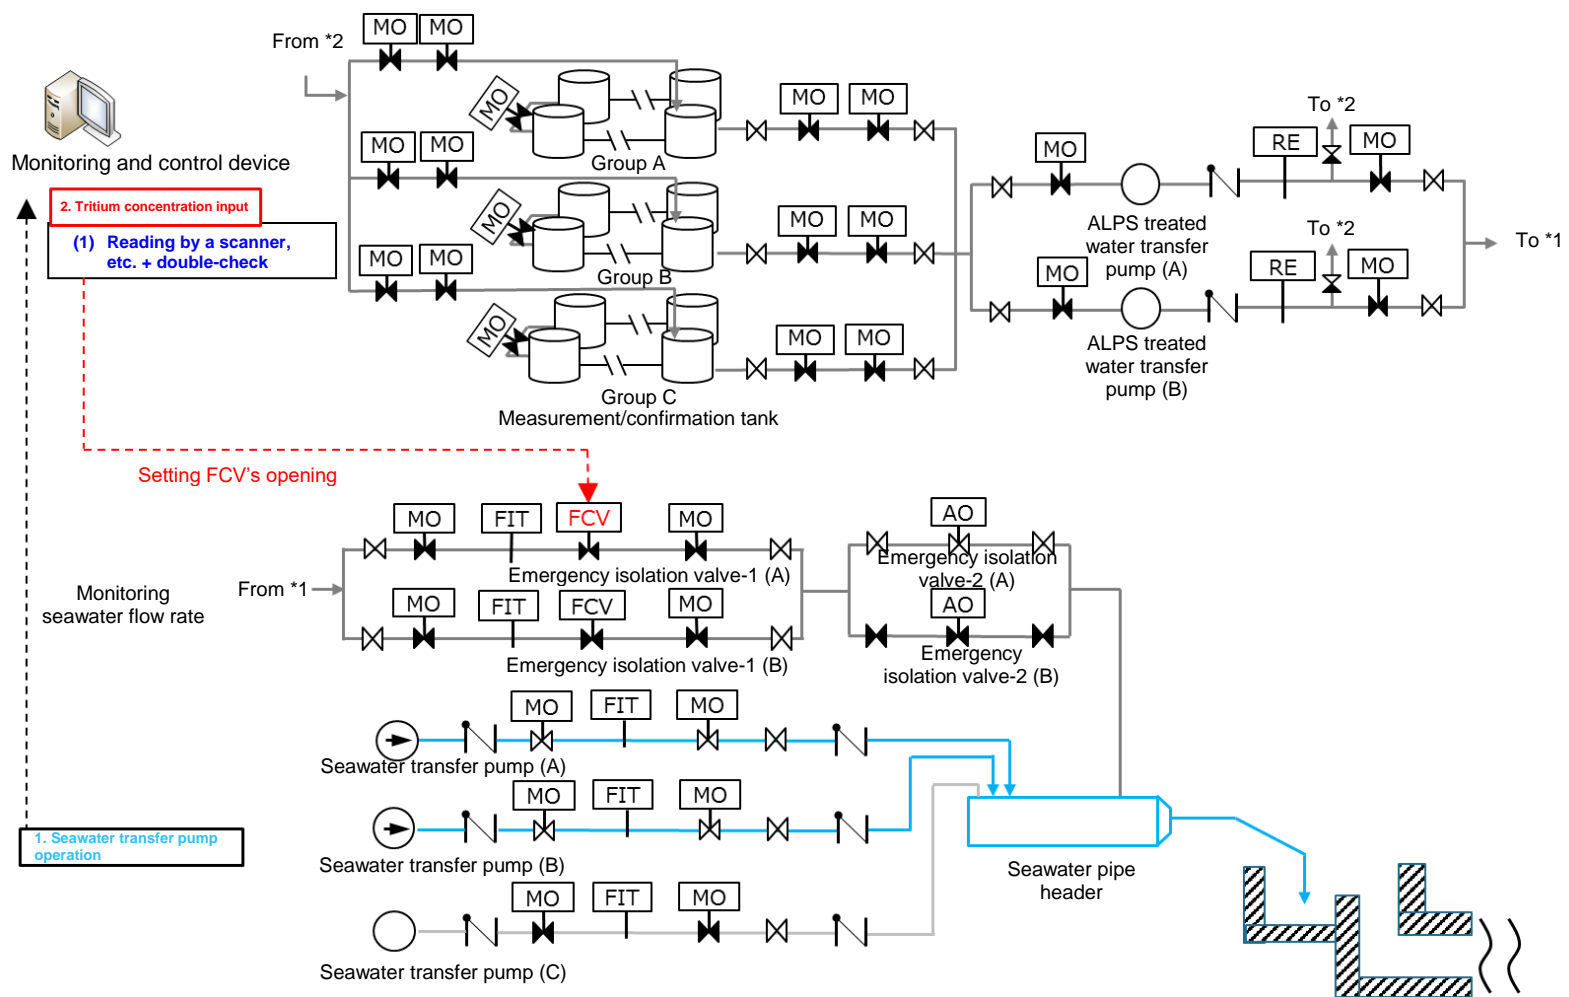 MO MO
From *2
MO
MO MO
To *2
MO
RE
MO
Monitoring and control device
MO MO
Group A
2. Tritium concentration input
(1) Reading by a scanner,
etc. + double-check
MO
MO MO
ALPS treated
water transfer
pump (A)
To *2
To *1
MO MO
Group B
MO
RE
MO
MO
MO MO
ALPS treated
water transfer
pump (B)
Group C
Measurement/confirmation tank
Setting FCV's opening
MO FIT FCV MO
AO
Emergency isolation valve-1 (A)
Emergency isolation
valve-2 (A)
Monitoring
seawater flow rate
From *1
MO FIT FCV MO
AO
Emergency isolation valve-1 (B)
Emergency
isolation valve-2 (B)
MO FIT MO
Seawater transfer pump (A)
MO FIT MO
1. Seawater transfer pump
operation
Seawater transfer pump (B)
Seawater pipe
header
MO FIT MO
Seawater transfer pump (C)